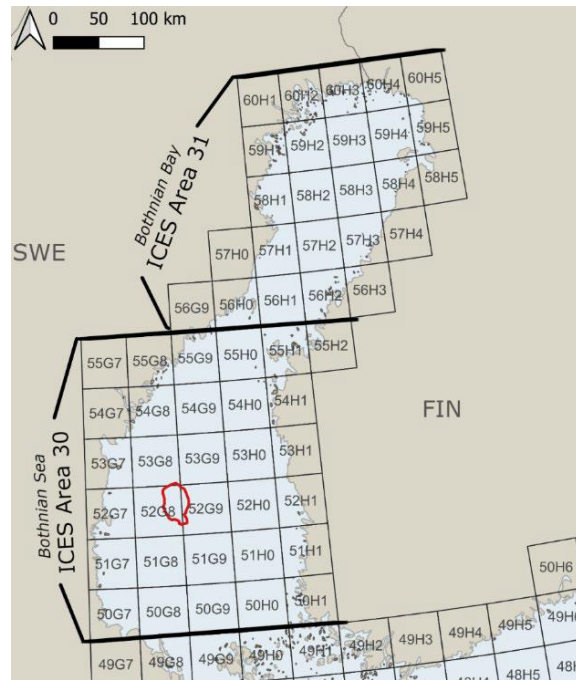 0 50 100 km
60H1 60H2 60H3 60H4 60H5
59H1 59H2 59H3 59H4 59H5
58H1 58H2 58H3 58H4 58H5
Bothnian Bay
ICES Area 31
SWE
57H0 57H1 57H2 57H3 57H4
56G9 56H0 56H1 56H2 56H3
55G7 55G8 55G9 55H0 55H1 55H2
54G7 54G8 54G9 54H0 54H1
FIN
53G7 53G8 53G9 53H0 53H1
Bothnian Sea
ICES Area 30
52G7 52G8 52G9 52H0 52H1
51G7 51G8 51G9 51H0 51H1
50G7 50G8 50G9 50H0 50H1
50H6
49G7 49G8 49G9 49H0 49H1 49H2 49H3 49H4 49H5
48H5